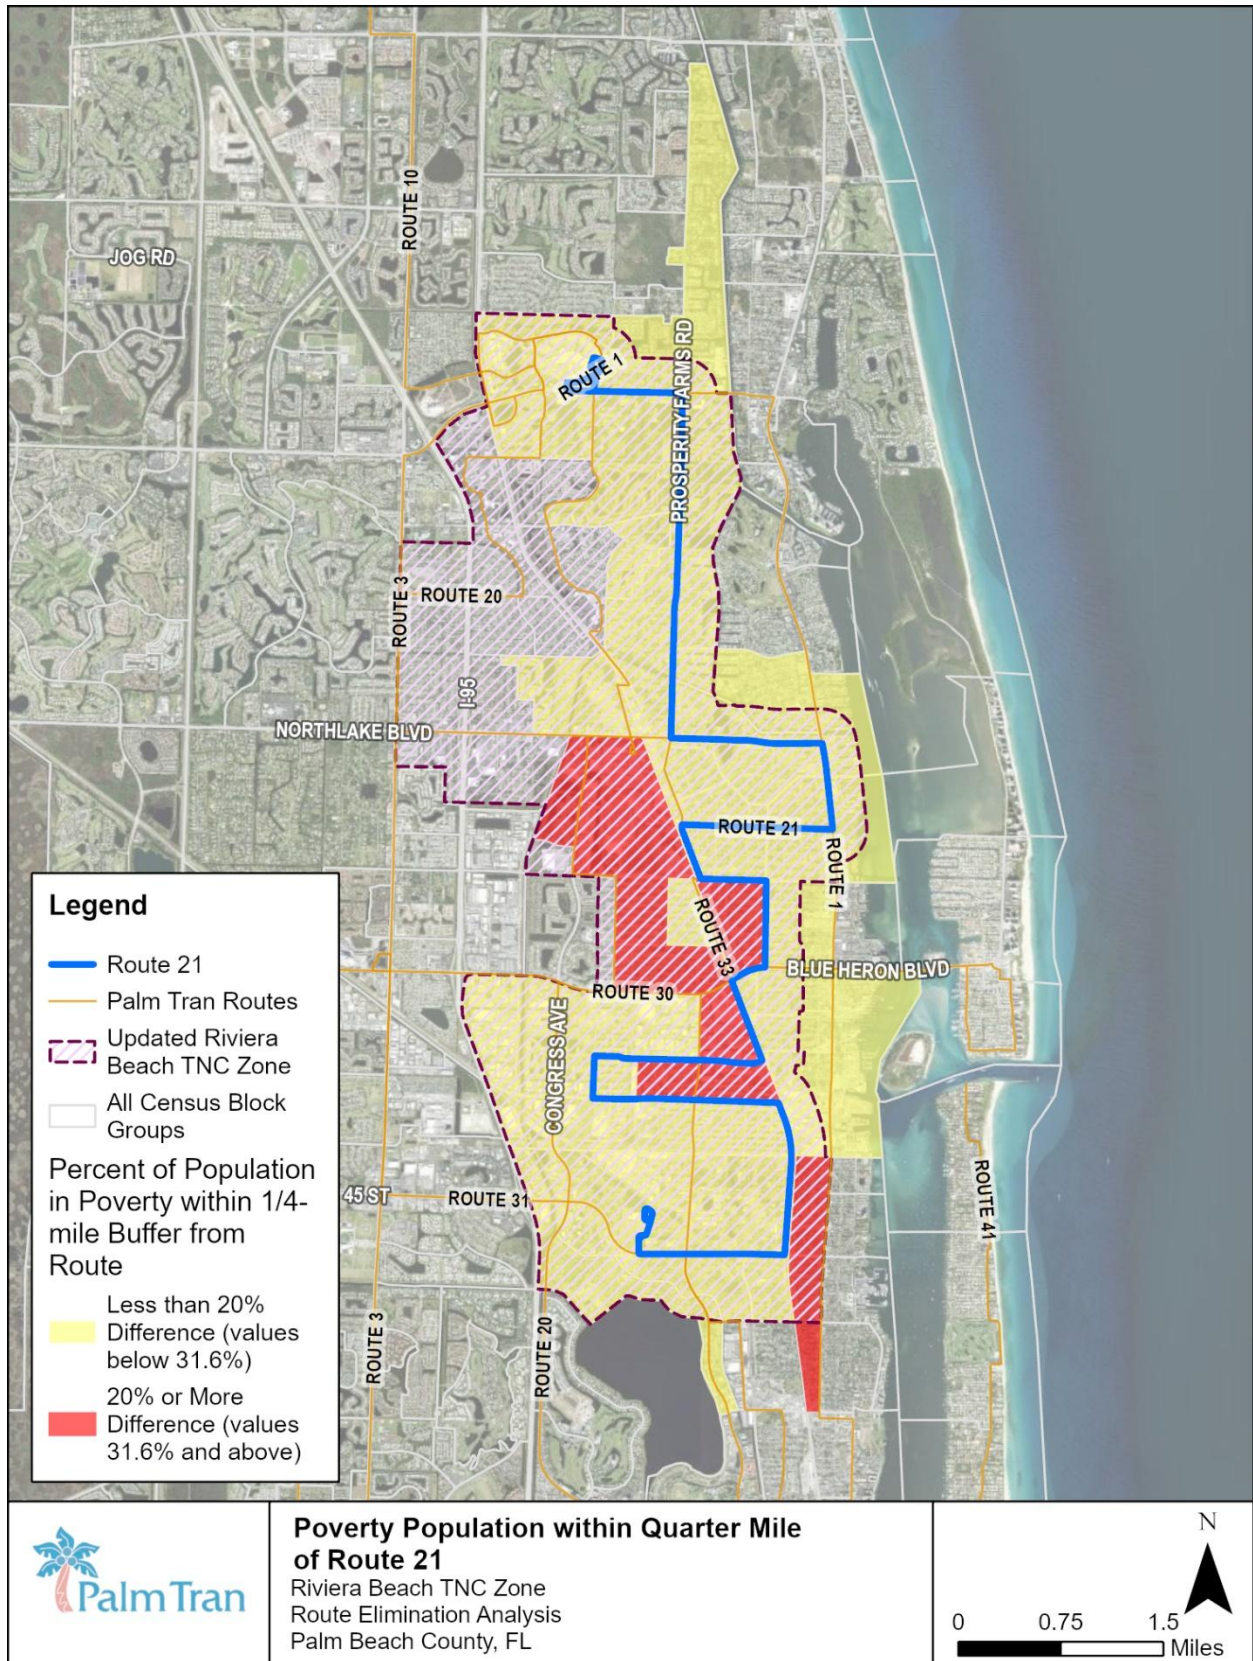 ROUTE 10
JOG RD
ROUTE 1
PROSPERITY FARMS RD
ROUTE 3
ROUTE 20
I-95
NORTHLAKE BLVD
ROUTE 21
ROUTE 1
ROUTE 33
BLUE HERON BLVD
ROUTE 30
CONGRESS AVE
45 ST
ROUTE 31
ROUTE 41
ROUTE 3
ROUTE 20
Legend
Route 21
Palm Tran Routes
Updated Riviera
Beach TNC Zone
All Census Block
Groups
Percent of Population
in Poverty within 1/4-
mile Buffer from
Route
Less than 20%
Difference (values
below 31.6%)
20% or More
Difference (values
31.6% and above)
Palm Tran
Poverty Population within Quarter Mile
of Route 21
Riviera Beach TNC Zone
Route Elimination Analysis
Palm Beach County, FL
N
0 0.75 1.5
Miles